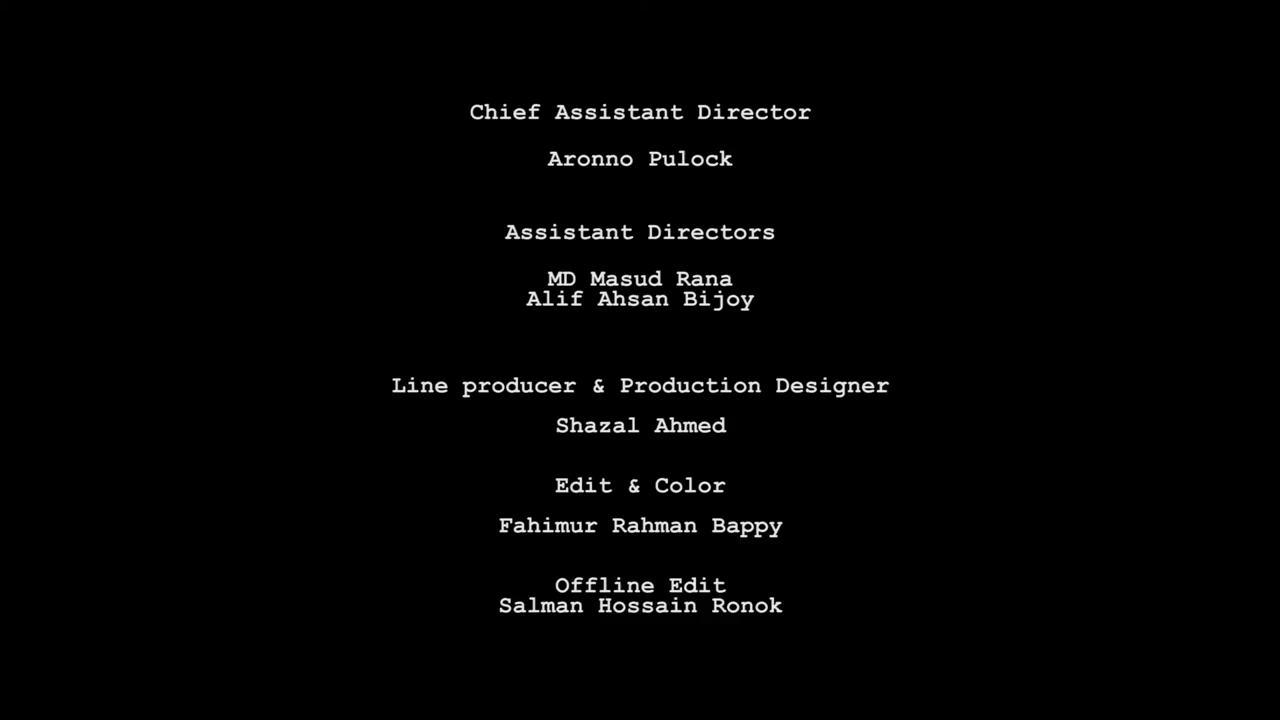 Chief Assistant Director
Aronno Pulock
Assistant Directors
MD Masud Rana
Alif Ahsan Bijoy
Line producer & Production Designer
Shazal Ahmed
Edit & Color
Fahimur Rahman Bappy
Offline Edit
Salman Hossain Ronok